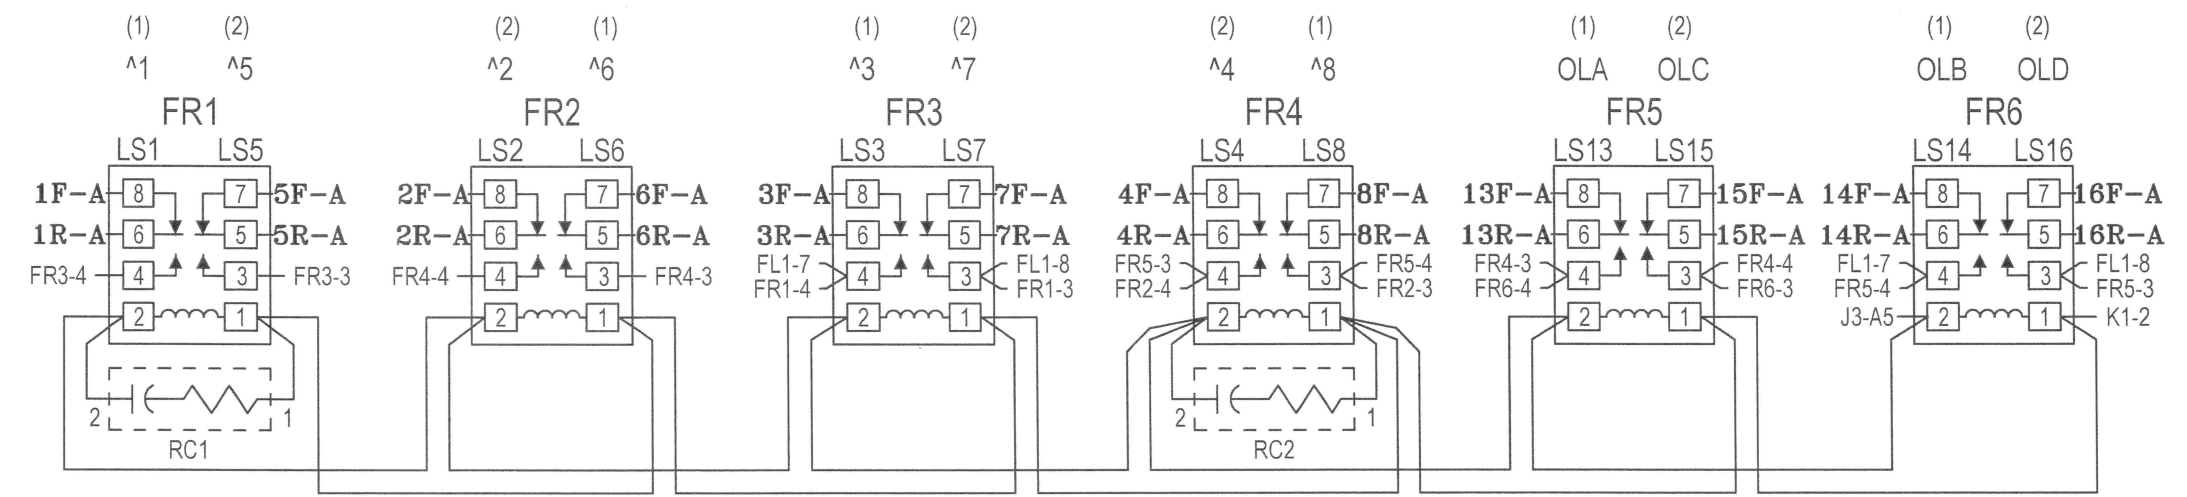 (1) (2) (2) (1) (1) (2) (2) (1) (1) (2) (1) (2)
^1 ^5 ^2 ^6 ^3 ^7 ^4 ^8 OLA OLC OLB OLD
FR1 FR2 FR3 FR4 FR5 FR6
LS1 LS5 LS2 LS6 LS3 LS7 LS4 LS8 LS13 LS15 LS14 LS16
1F-A 8 7 5F-A 2F-A 8 7 6F-A 3F-A 8 7 7F-A 4F-A 8 7 8F-A 13F-A 8 7 15F-A 14F-A 8 7 16F-A
1R-A 6 5 5R-A 2R-A 6 5 6R-A 3R-A 6 5 7R-A 4R-A 6 5 8R-A 13R-A 6 5 15R-A 14R-A 6 5 16R-A
FL1-7 FL1-8 FR5-3 FR5-4 FR4-3 FR4-4 FL1-7 FL1-8
FR3-4 4 3 FR3-3 FR4-4 4 3 FR4-3 4 3 4 3 4 3 4 3
FR1-4 FR1-3 FR2-4 FR2-3 FR6-4 FR6-3 FR5-4 FR5-3
2 1 2 1 2 1 2 1 2 1 J3-A5 2 1 K1-2
2 1 2 1
RC1 RC2